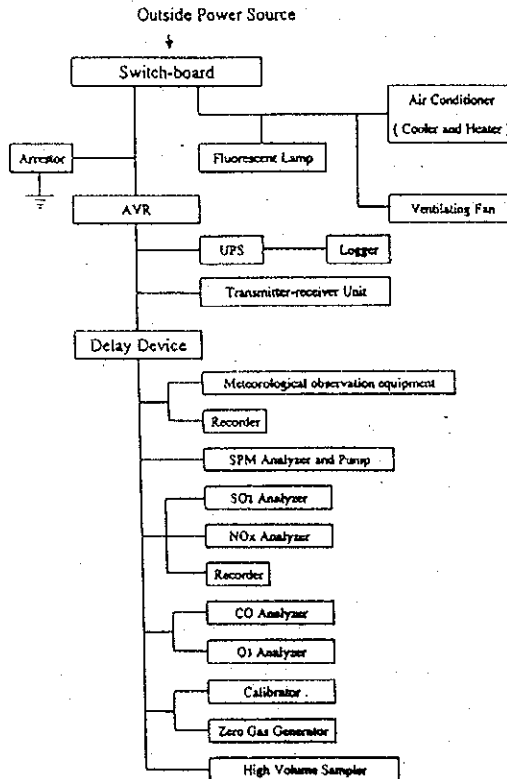 Outside Power Source
Switch-board
Air Conditioner
( Cooler and Heater )
Arrestor
Fluorescent Lamp
AVR
Ventilating Fan
UPS
Logger
Transmitter-receiver Unit
Delay Device
Meteorological observation equipment
Recorder
SPM Analyzer and Pump
SO2 Analyzer
NOx Analyzer
Recorder
CO Analyzer
O3 Analyzer
Calibrator
Zero Gas Generator
High Volume Sampler